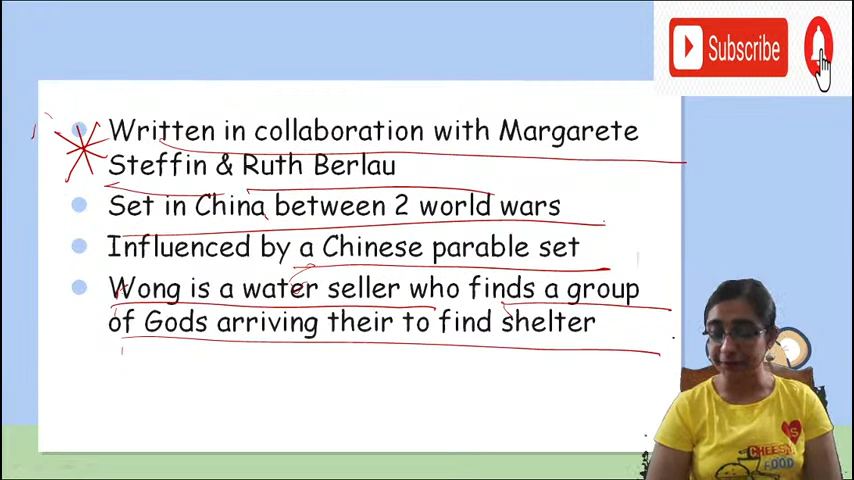 Subscribe
Written in collaboration with Margarete
Steffin & Ruth Berlau
Set in China between 2 world wars
Influenced by a Chinese parable set
Wong is a water seller who finds a group
of Gods arriving their to find shelter
S
CHEESY
FOOD